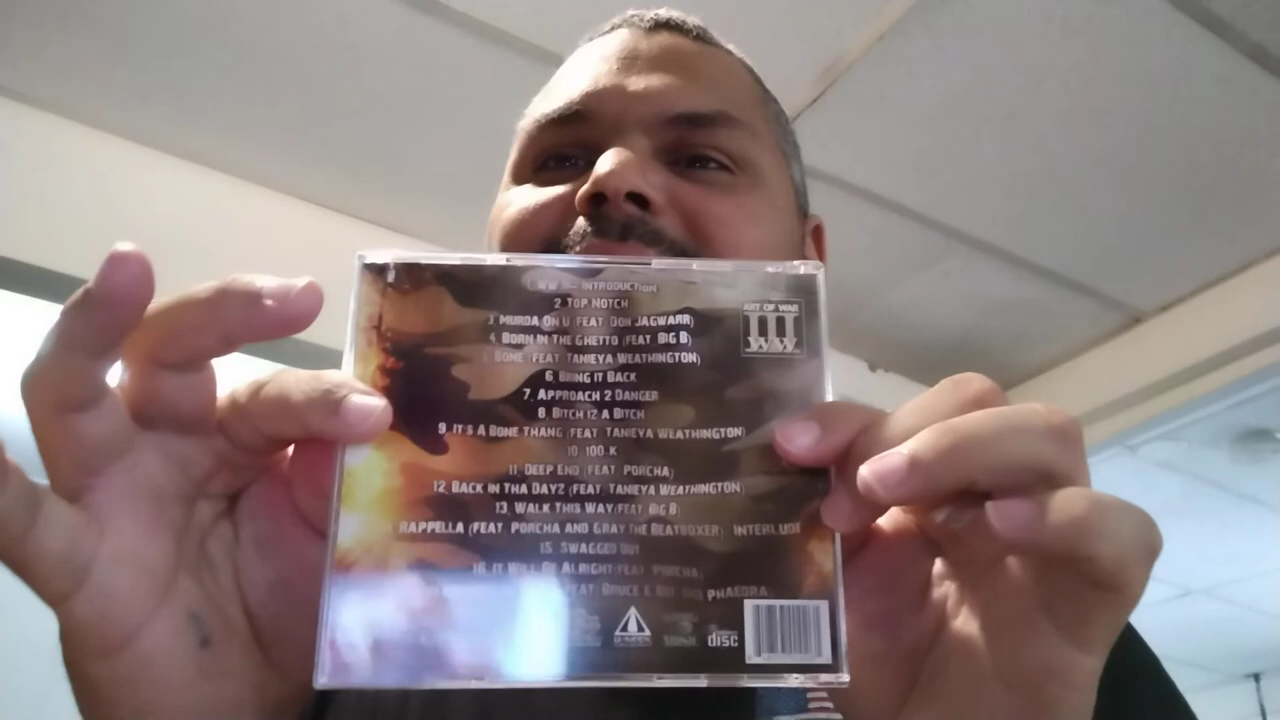 INTRODUCTION
2. TOP NOTCH
3. MURDA ON U (FEAT. DON JAGWARR)
4. BORN IN THE GHETTO (FEAT. BIG B)
5. BONE (FEAT. TANIEYA WEATHINGTON)
6. BRING IT BACK
7. APPROACH 2 DANGER
8. BITCH IZ A BITCH
9. IT'S A BONE THANG (FEAT. TANIEYA WEATHINGTON)
10. 100-K
11. DEEP END (FEAT. PORCHA)
12. BACK IN THA DAYZ (FEAT. TANIEYA WEATHINGTON)
13. WALK THIS WAY (FEAT. BIG B)
RAPPELLA (FEAT. PORCHA AND GRAY THE BEATBOXER) INTERLUDE
15. SWAGGED OUT
16. IT WILL BE ALRIGHT (FEAT. PORCHA)
FEAT. PHAEDRA)
ART OF WAR
III
WW
disc